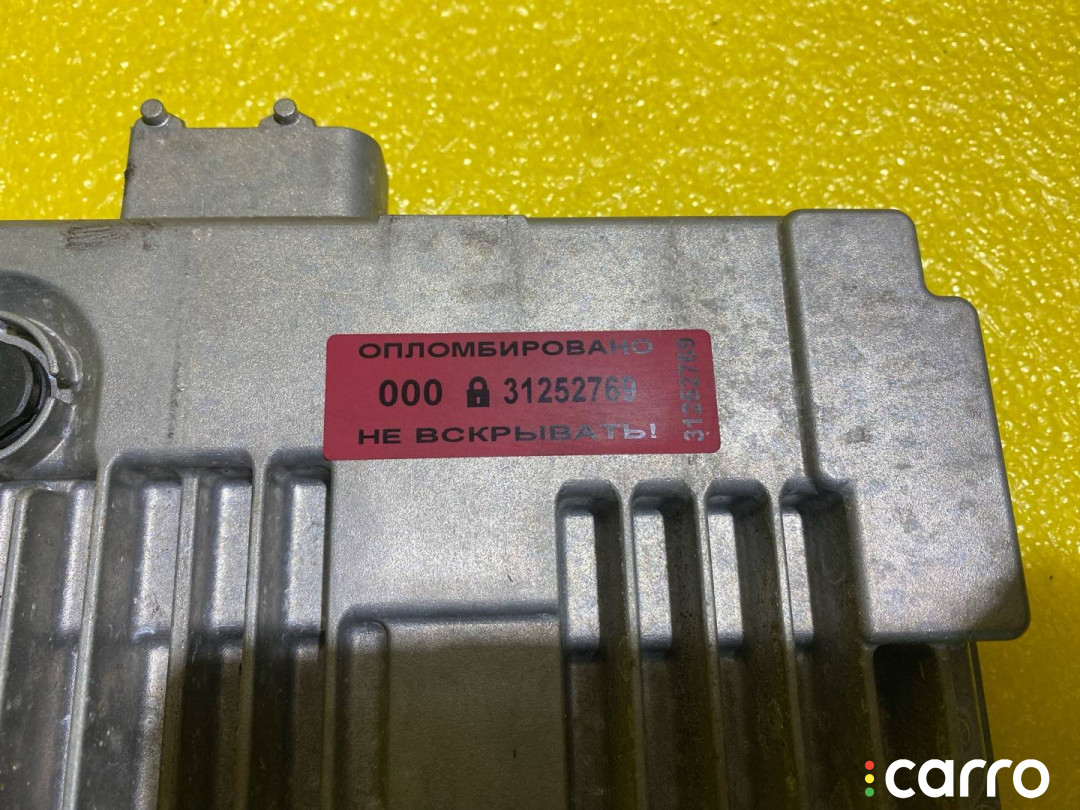 ОПЛОМБИРОВАНО
000 31252769
НЕ ВСКРЫВАТЬ!
31252769
carro